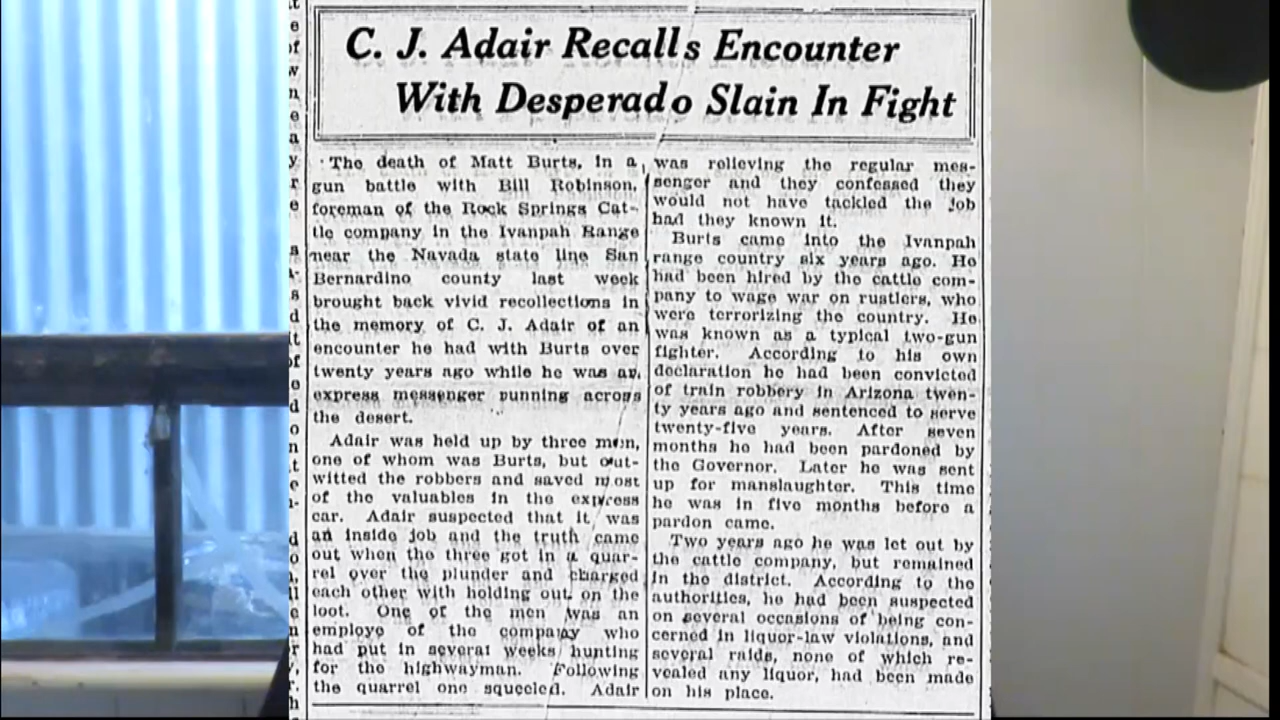 C. J. Adair Recalls Encounter
With Desperado Slain In Fight
The death of Matt Burts, in a
gun battle with Bill Robinson,
foreman of the Rock Springs Cat-
tle company in the Ivanpah Range
near the Navada state line San
Bernardino county last week
brought back vivid recollections in
the memory of C. J. Adair of an
encounter he had with Burts over
twenty years ago while he was an
express messenger punning across
the desert.
Adair was held up by three men,
one of whom was Burts, but out-
witted the robbers and saved most
of the valuables in the express
car. Adair suspected that it was
an inside job and the truth came
out when the three got in a quar-
rel over the plunder and charged
each other with holding out on the
loot. One of the men was an
employe of the company who
had put in several weeks hunting
for the highwayman. Following
the quarrel one squeeled. Adair
was relieving the regular mes-
senger and they confessed they
would not have tackled the job
had they known it.
Burts came into the Ivanpah
range country six years ago. He
had been hired by the cattle com-
pany to wage war on rustlers, who
were terrorizing the country. He
was known as a typical two-gun
fighter. According to his own
declaration he had been convicted
of train robbery in Arizona twen-
ty years ago and sentenced to serve
twenty-five years. After seven
months he had been pardoned by
the Governor. Later he was sent
up for manslaughter. This time
he was in five months before a
pardon came.
Two years ago he was let out by
the cattle company, but remained
in the district. According to the
authorities, he had been suspected
on several occasions of being con-
cerned in liquor-law violations, and
several raids, none of which re-
vealed any liquor, had been made
on his place.